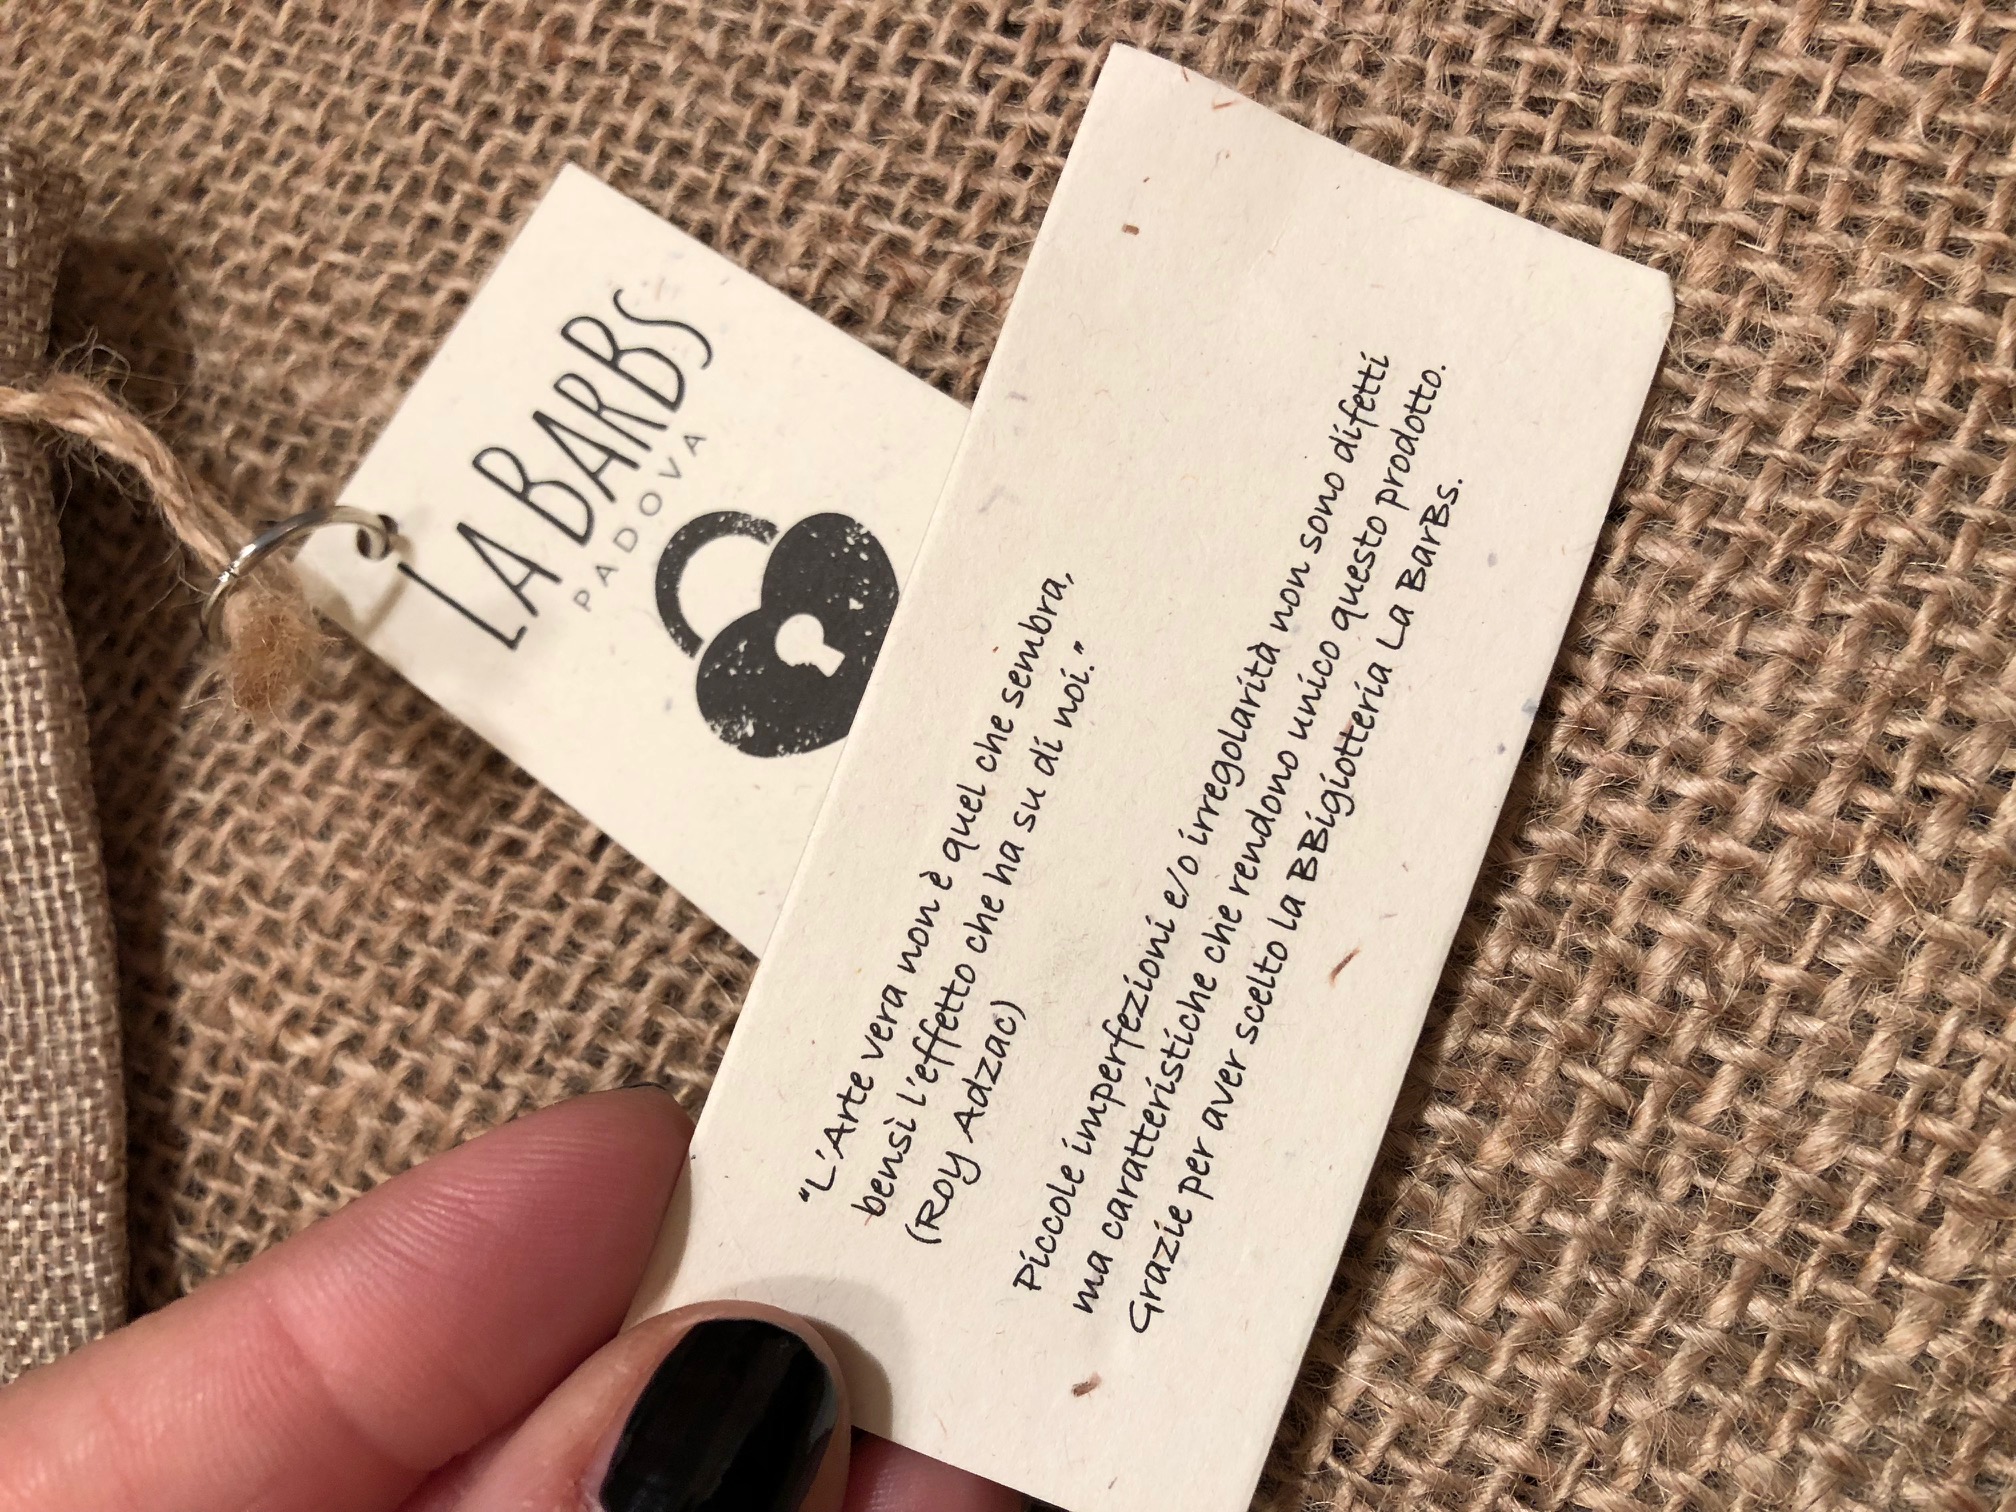 LA BARBS
PADOVA
“L'Arte vera non è quel che sembra,
bensì l'effetto che ha su di noi.”
(Roy Adzac)
Piccole imperfezioni e/o irregolarità non sono difetti
ma caratteristiche che rendono unico questo prodotto.
Grazie per aver scelto la BBigiotteria La BarBs.